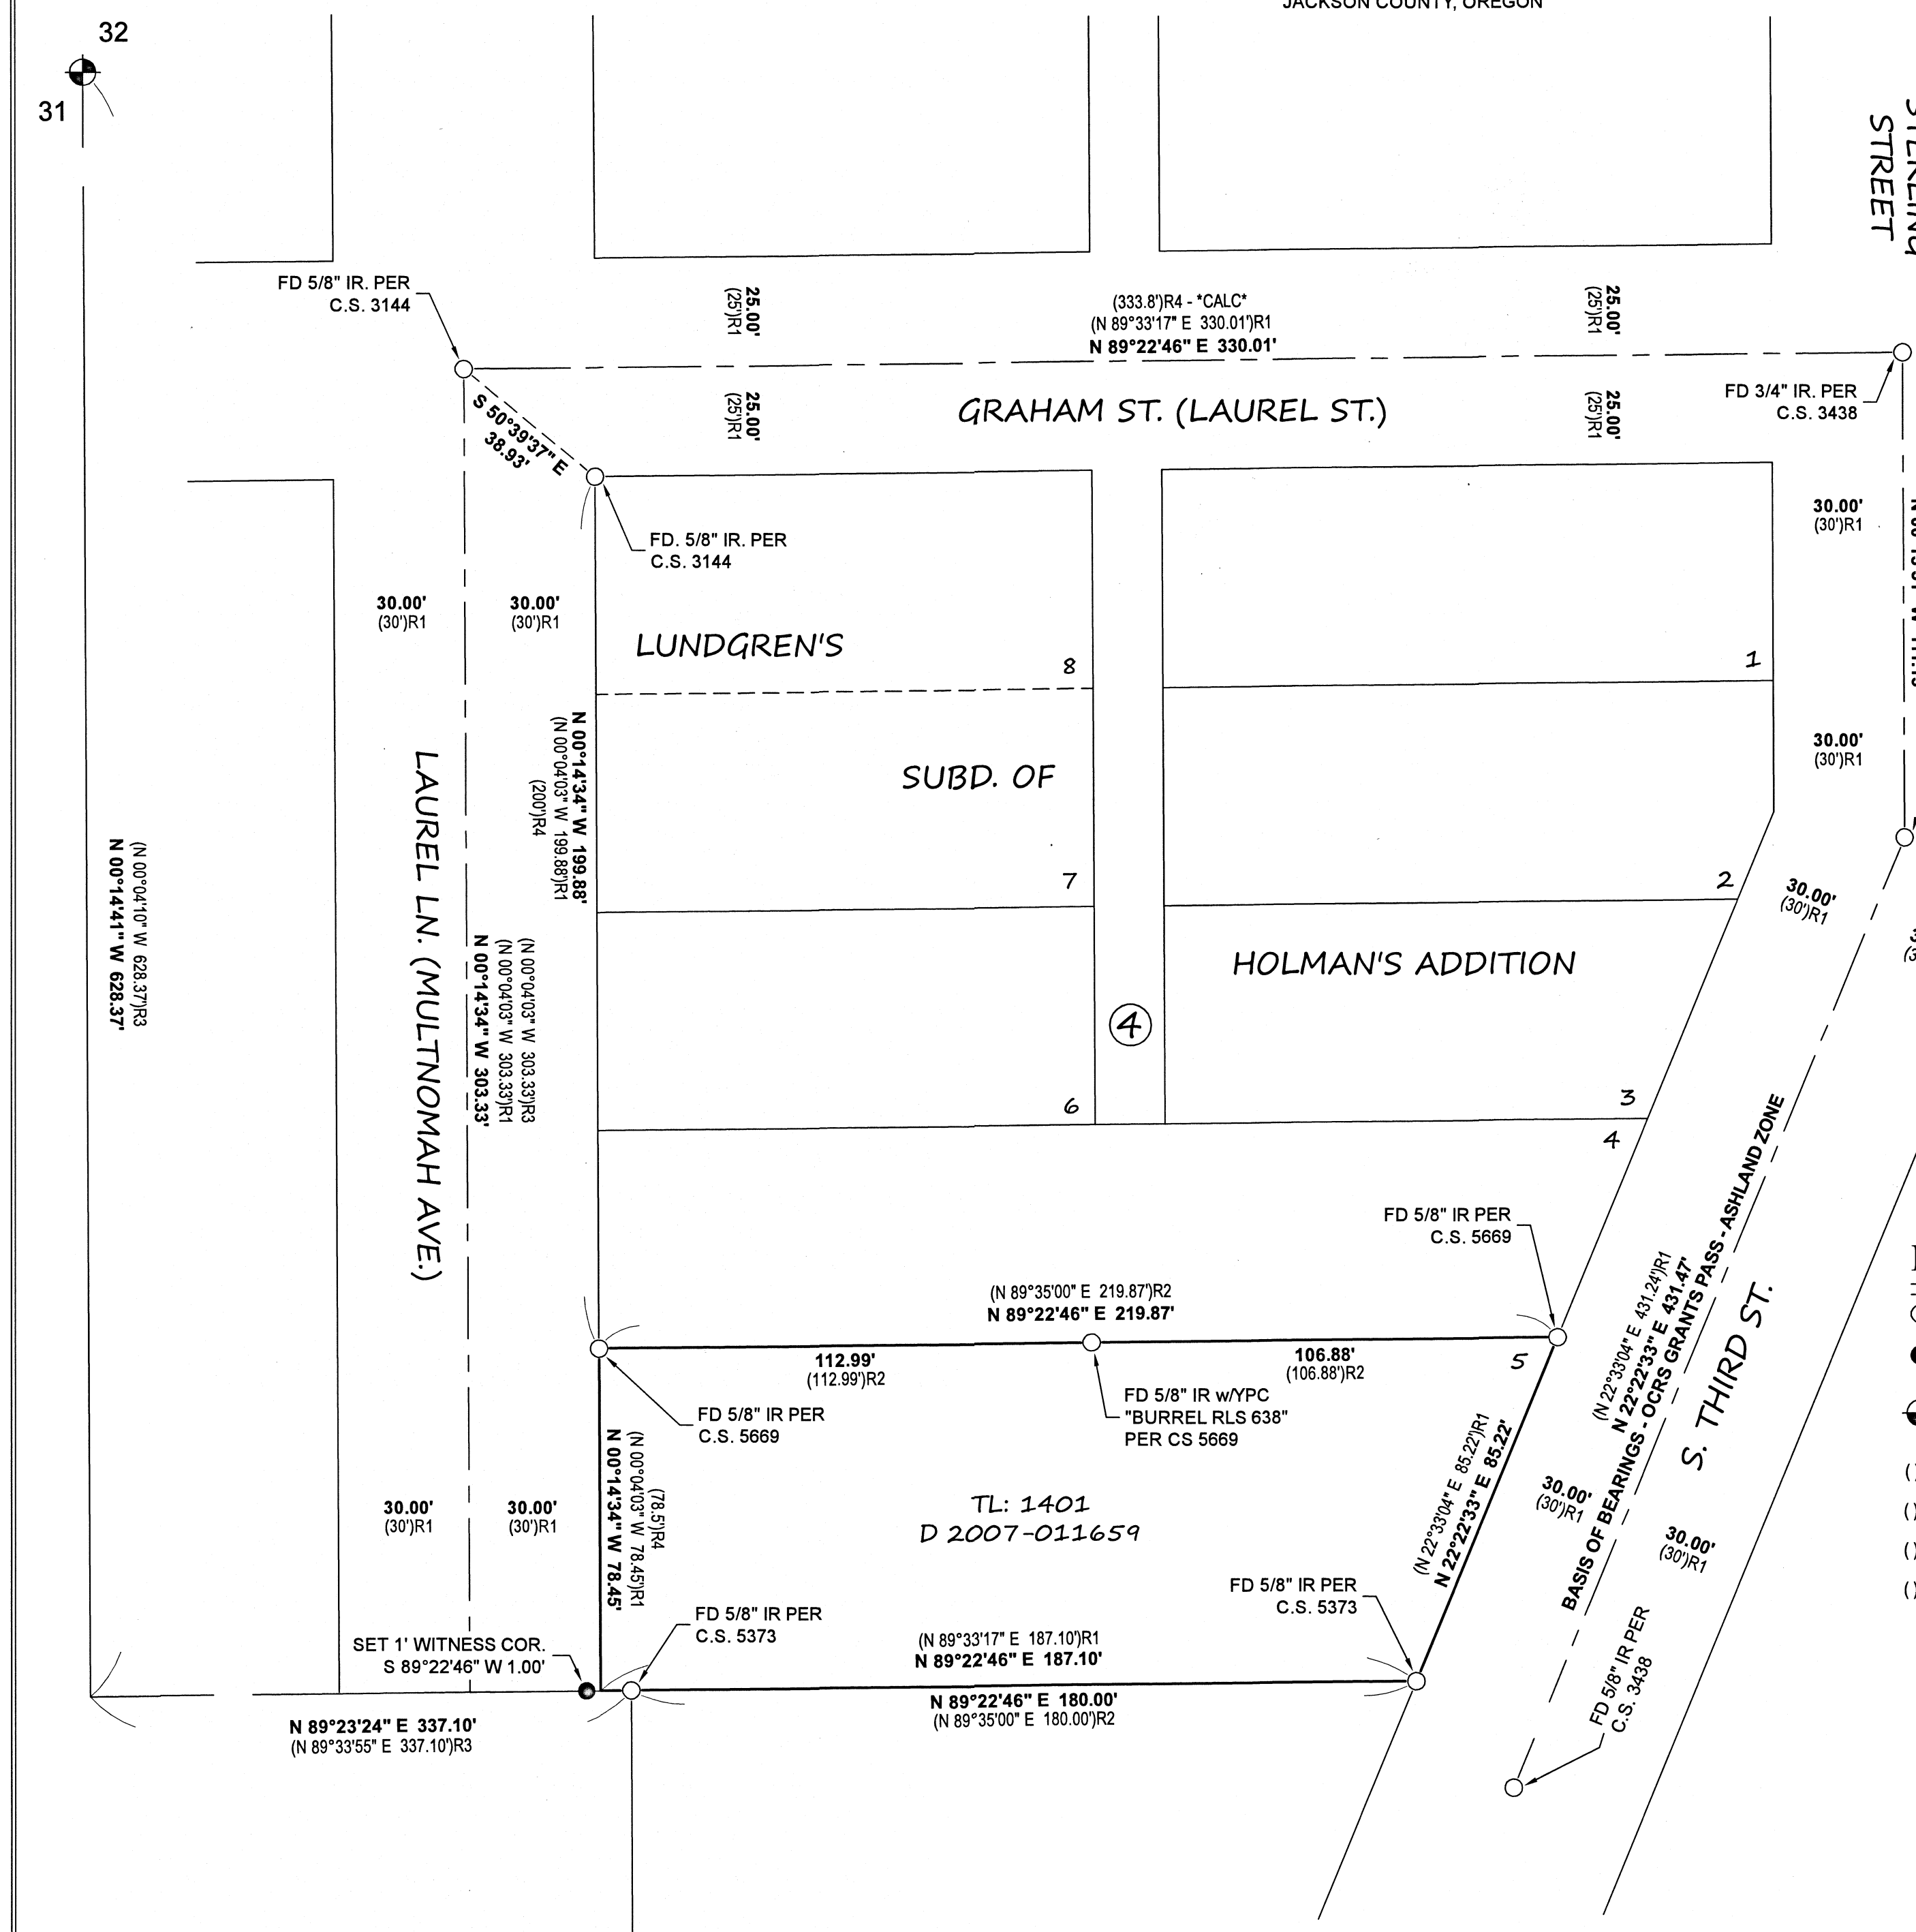 JACKSON COUNTY, OREGON
32
31
STERLING
STREET
FD 5/8" IR. PER
C.S. 3144
25.00'
(25')R1
(333.8')R4 - *CALC*
(N 89°33'17" E 330.01')R1
N 89°22'46" E 330.01'
25.00'
(25')R1
FD 3/4" IR. PER
C.S. 3438
S 50°39'37" E
38.93'
25.00'
(25')R1
GRAHAM ST. (LAUREL ST.)
25.00'
(25')R1
FD. 5/8" IR. PER
C.S. 3144
30.00'
(30')R1
30.00'
(30')R1
30.00'
(30')R1
LUNDGREN'S
8
1
30.00'
(30')R1
N 00°14'34" W 199.88'
(N 00°04'03" W 199.88')R1
(200')R4
SUBD. OF
7
2
30.00'
(30')R1
LAUREL LN. (MULTNOMAH AVE.)
(N 00°04'10" W 628.37')R3
N 00°14'41" W 628.37'
(N 00°04'03" W 303.33')R3
(N 00°04'03" W 303.33')R1
N 00°14'34" W 303.33'
HOLMAN'S ADDITION
4
6
3
4
FD 5/8" IR PER
C.S. 5669
(N 89°35'00" E 219.87')R2
N 89°22'46" E 219.87'
112.99'
(112.99')R2
106.88'
(106.88')R2
5
FD 5/8" IR PER
C.S. 5669
FD 5/8" IR w/YPC
"BURREL RLS 638"
PER CS 5669
(N 22°33'04" E 431.24')R1
N 22°22'33" E 431.47'
BASIS OF BEARINGS - OCRS GRANTS PASS - ASHLAND ZONE
S. THIRD ST.
30.00'
(30')R1
30.00'
(30')R1
(78.5')R4
(N 00°04'03" W 78.45')R1
N 00°14'34" W 78.45'
TL: 1401
D 2007-011659
(N 22°33'04" E 85.22')R1
N 22°22'33" E 85.22'
30.00'
(30')R1
30.00'
(30')R1
FD 5/8" IR PER
C.S. 5373
FD 5/8" IR PER
C.S. 5373
SET 1' WITNESS COR.
S 89°22'46" W 1.00'
(N 89°33'17" E 187.10')R1
N 89°22'46" E 187.10'
N 89°22'46" E 180.00'
(N 89°35'00" E 180.00')R2
N 89°23'24" E 337.10'
(N 89°33'55" E 337.10')R3
FD 5/8" IR PER
C.S. 3438